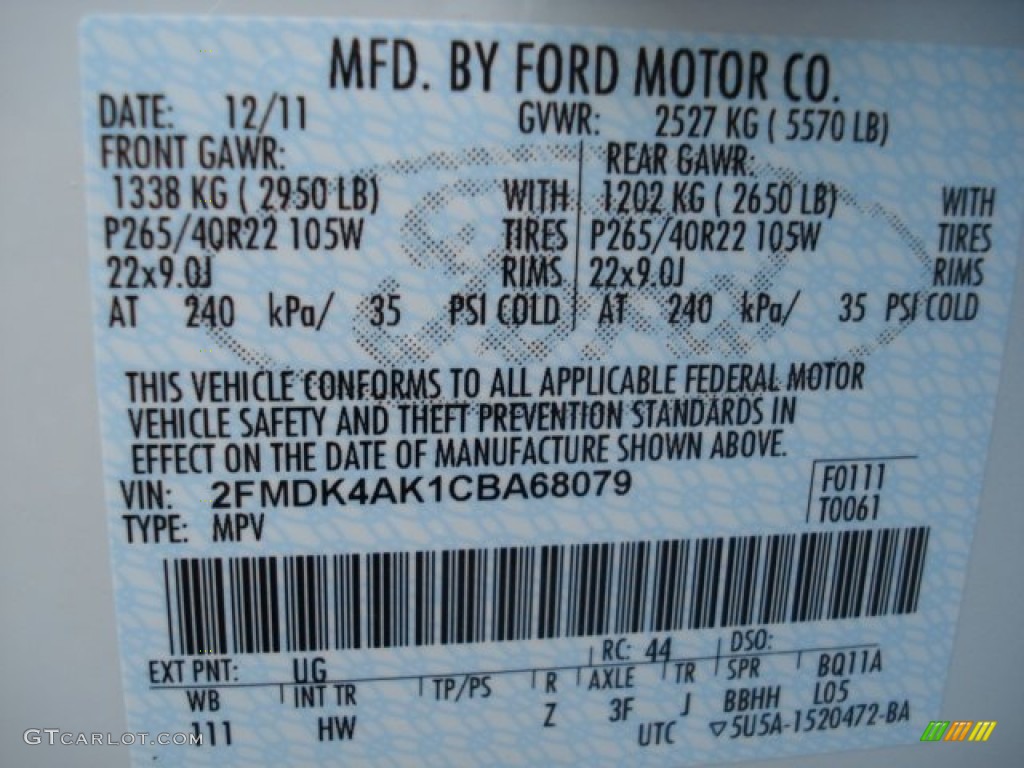 MFD. BY FORD MOTOR CO.
DATE: 12/11 GVWR: 2527 KG ( 5570 LB)
FRONT GAWR: REAR GAWR:
1338 KG ( 2950 LB) WITH 1202 KG ( 2650 LB) WITH
P265/40R22 105W TIRES P265/40R22 105W TIRES
22x9.0J RIMS 22x9.0J RIMS
AT 240 kPa/ 35 PSI COLD AT 240 kPa/ 35 PSI COLD
THIS VEHICLE CONFORMS TO ALL APPLICABLE FEDERAL MOTOR
VEHICLE SAFETY AND THEFT PREVENTION STANDARDS IN
EFFECT ON THE DATE OF MANUFACTURE SHOWN ABOVE.
VIN: 2FMDK4AK1CBA68079 F0111
TYPE: MPV T0061
EXT PNT: UG RC: 44 DSO:
WB INT TR TP/PS R AXLE TR SPR BQ11A
111 HW Z 3F J BBHH L05
UTC ▽5U5A-1520472-BA
GTCARLOT.COM